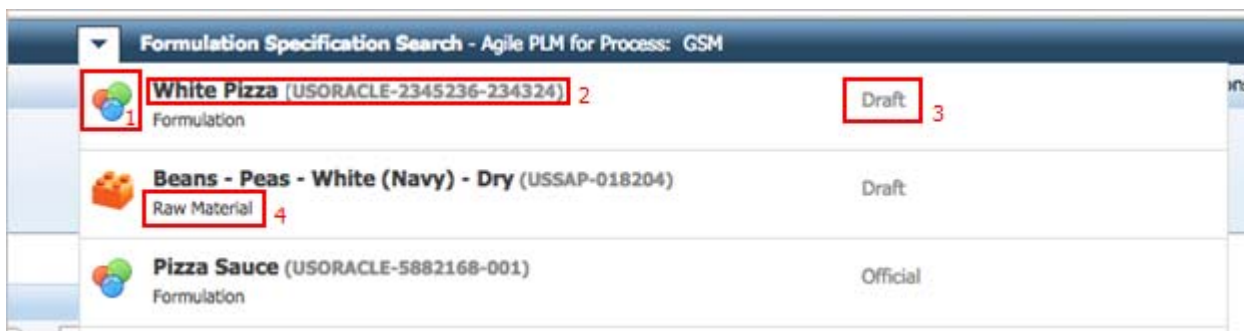 Formulation Specification Search - Agile PLM for Process: GSM
White Pizza (USORACLE-2345236-234324) 2
Draft 3
1
Formulation
Beans - Peas - White (Navy) - Dry (USSAP-018204)
Draft
Raw Material 4
Pizza Sauce (USORACLE-5882168-001)
Official
Formulation